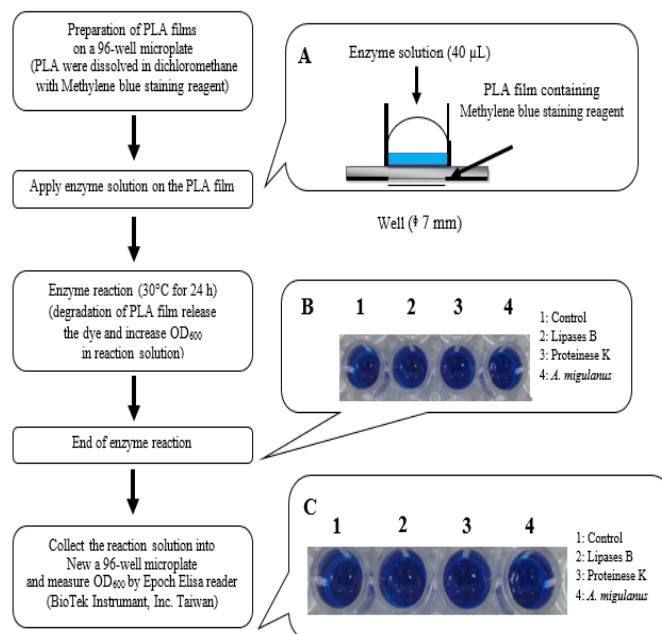 Preparation of PLA films
on a 96-well microplate
(PLA were dissolved in dichloromethane
with Methylene blue staining reagent)
Apply enzyme solution on the PLA film
Enzyme reaction (30°C for 24 h)
(degradation of PLA film release
the dye and increase OD600
in reaction solution)
End of enzyme reaction
Collect the reaction solution into
New a 96-well microplate
and measure OD600 by Epoch Elisa reader
(BioTek Instrumant, Inc. Taiwan)
A
Enzyme solution (40 µL)
PLA film containing
Methylene blue staining reagent
Well (Φ 7 mm)
B
1 2 3 4
1: Control
2: Lipases B
3: Proteinese K
4: A. migulanus
C
1 2 3 4
1: Control
2: Lipases B
3: Proteinese K
4: A. migulanus